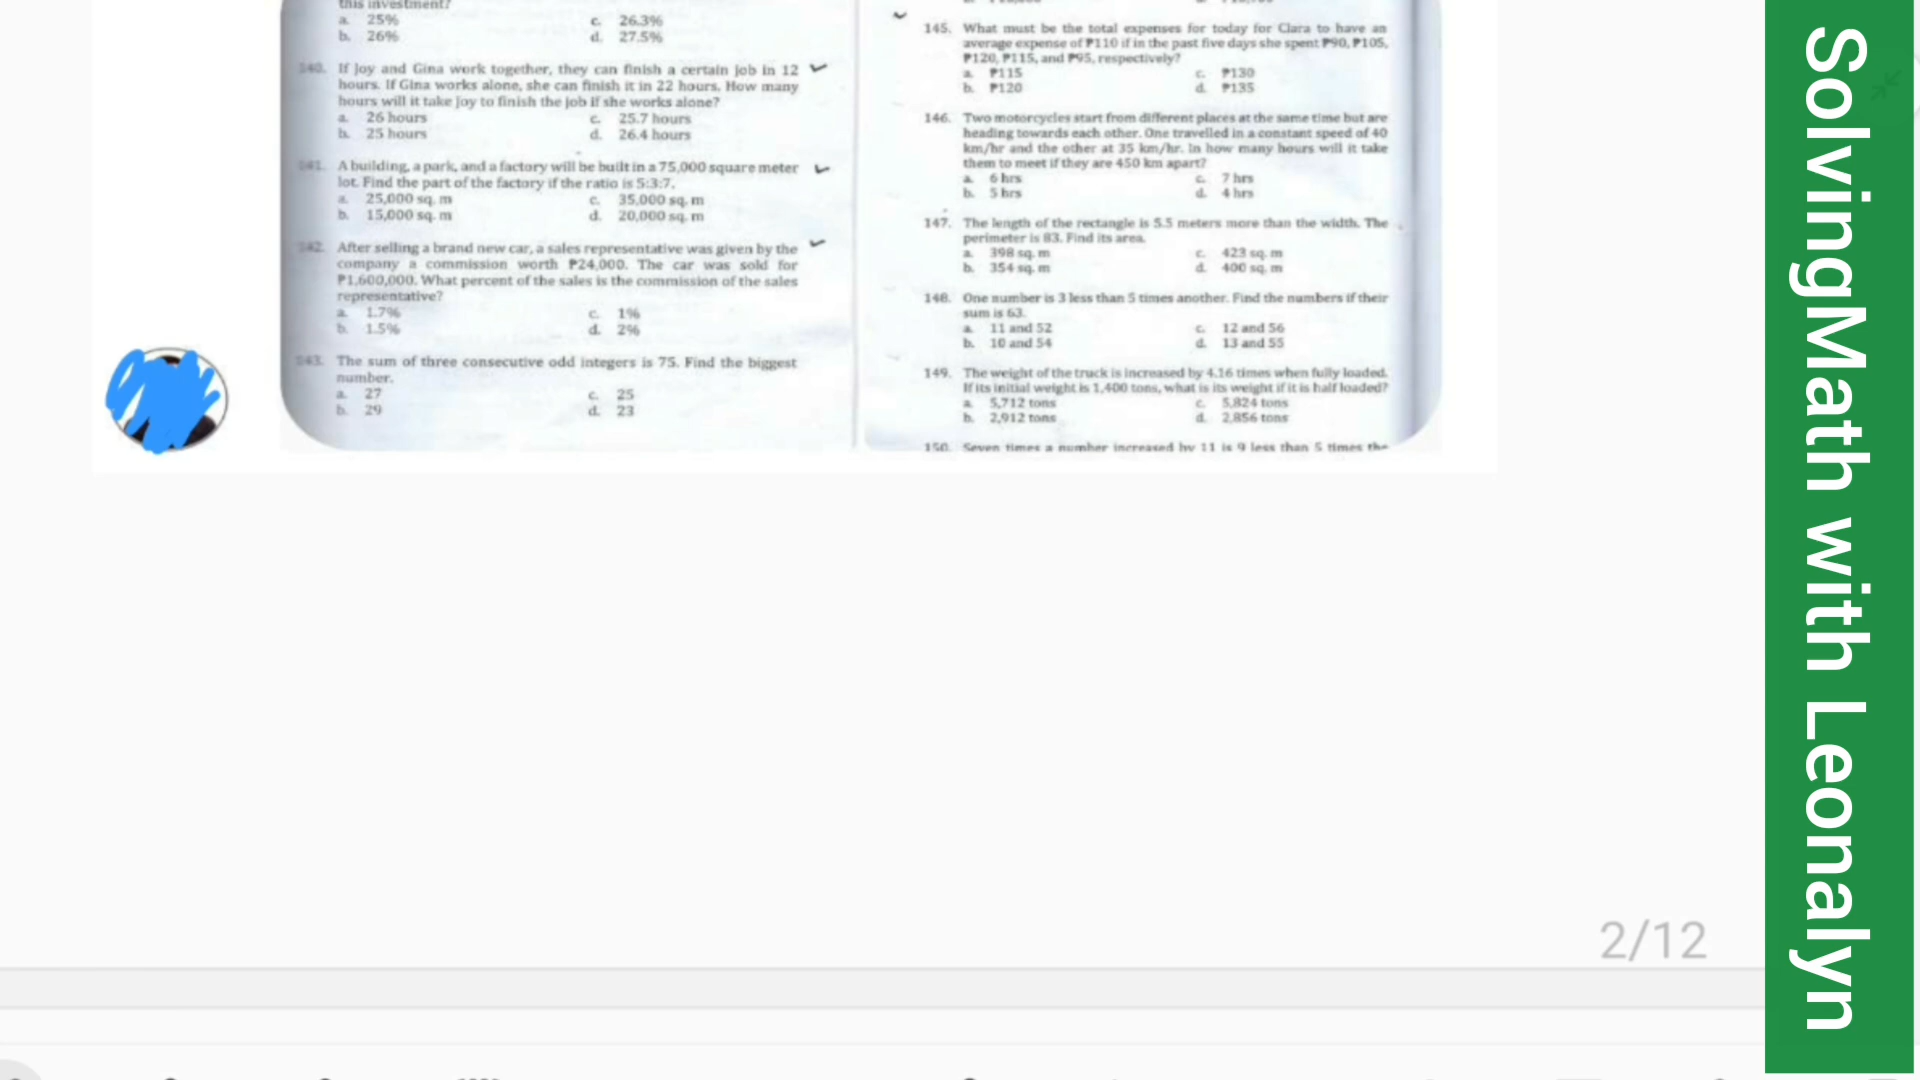 this investment?
a. 25% c. 26.3%
b. 26% d. 27.5%
140. If Joy and Gina work together, they can finish a certain job in 12
hours. If Gina works alone, she can finish it in 22 hours. How many
hours will it take Joy to finish the job if she works alone?
a. 26 hours c. 25.7 hours
b. 25 hours d. 26.4 hours
141. A building, a park, and a factory will be built in a 75,000 square meter
lot. Find the part of the factory if the ratio is 5:3:7.
a. 25,000 sq. m c. 35,000 sq. m
b. 15,000 sq. m d. 20,000 sq. m
142. After selling a brand new car, a sales representative was given by the
company a commission worth ₱24,000. The car was sold for
₱1,600,000. What percent of the sales is the commission of the sales
representative?
a. 1.7% c. 1%
b. 1.5% d. 2%
143. The sum of three consecutive odd integers is 75. Find the biggest
number.
a. 27 c. 25
b. 29 d. 23
145. What must be the total expenses for today for Clara to have an
average expense of ₱110 if in the past five days she spent ₱90, ₱105,
₱120, ₱115, and ₱95, respectively?
a. ₱115 c. ₱130
b. ₱120 d. ₱135
146. Two motorcycles start from different places at the same time but are
heading towards each other. One travelled in a constant speed of 40
km/hr and the other at 35 km/hr. In how many hours will it take
them to meet if they are 450 km apart?
a. 6 hrs c. 7 hrs
b. 5 hrs d. 4 hrs
147. The length of the rectangle is 5.5 meters more than the width. The
perimeter is 83. Find its area.
a. 398 sq. m c. 423 sq. m
b. 354 sq. m d. 400 sq. m
148. One number is 3 less than 5 times another. Find the numbers if their
sum is 63.
a. 11 and 52 c. 12 and 56
b. 10 and 54 d. 13 and 55
149. The weight of the truck is increased by 4.16 times when fully loaded.
If its initial weight is 1,400 tons, what is its weight if it is half loaded?
a. 5,712 tons c. 5,824 tons
b. 2,912 tons d. 2,856 tons
150. Seven times a number increased by 11 is 9 less than 5 times the
2/12
SolvingMath with Leonalyn